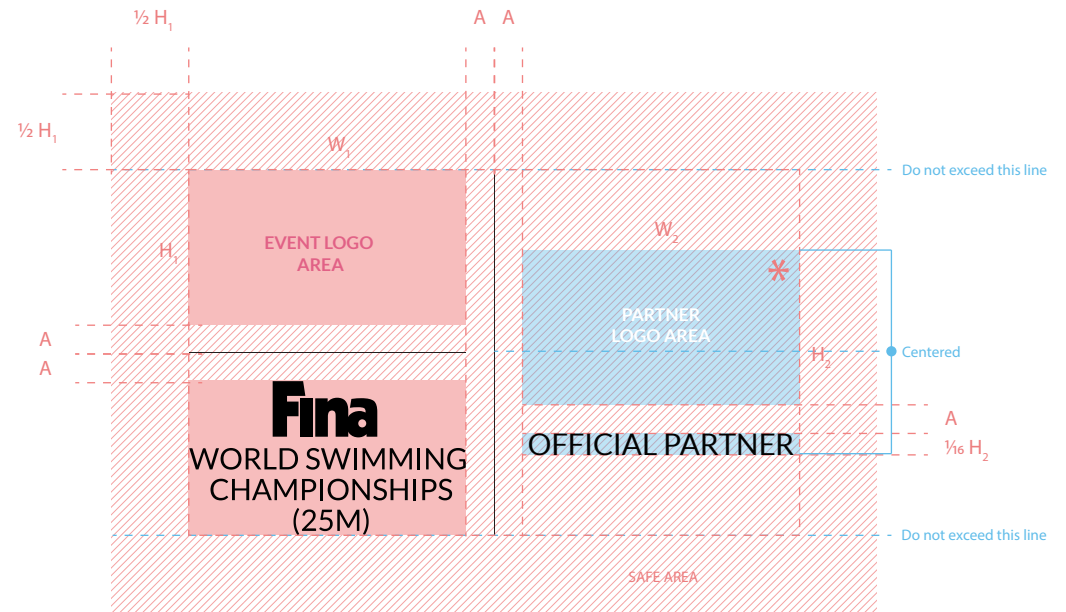 ½ H₁
A A
½ H₁
W₁
Do not exceed this line
EVENT LOGO
AREA
H₁
W₂
*
PARTNER
LOGO AREA
A
A
H₂
Centered
Fina
WORLD SWIMMING
CHAMPIONSHIPS
(25M)
OFFICIAL PARTNER
A
1⁄16 H₂
Do not exceed this line
SAFE AREA